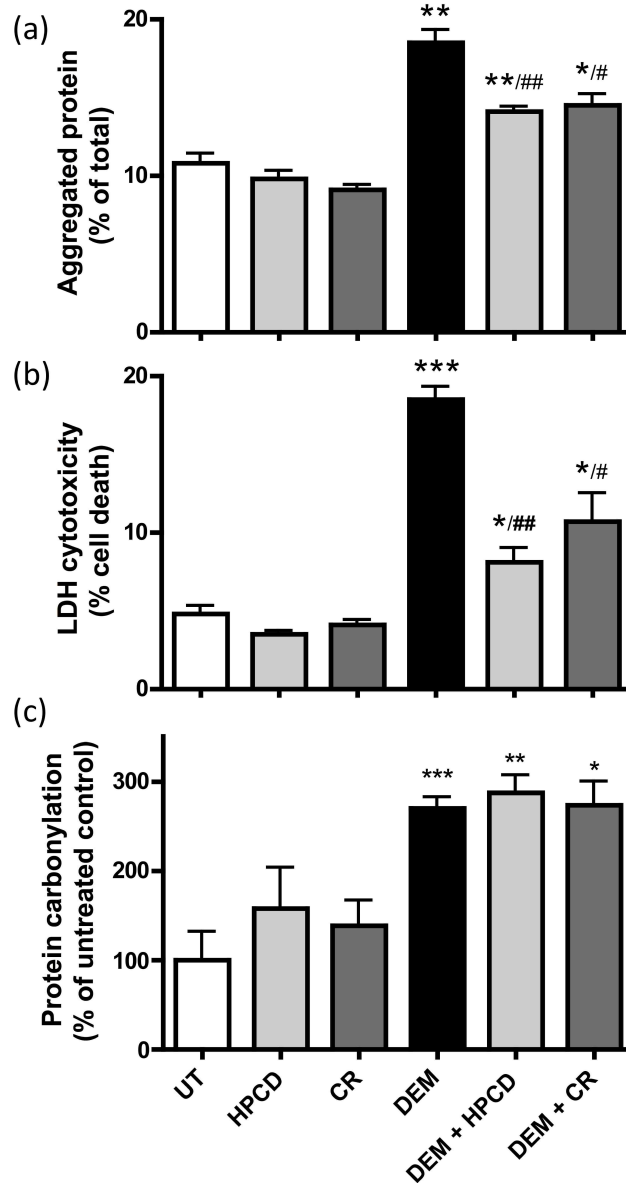 (a)
Aggregated protein
(% of total)
20
10
0
**
**/##
*/#
(b)
LDH cytotoxicity
(% cell death)
20
10
0
***
*/##
*/#
(c)
Protein carbonylation
(% of untreated control)
300
200
100
0
***
**
*
UT
HPCD
CR
DEM
DEM + HPCD
DEM + CR